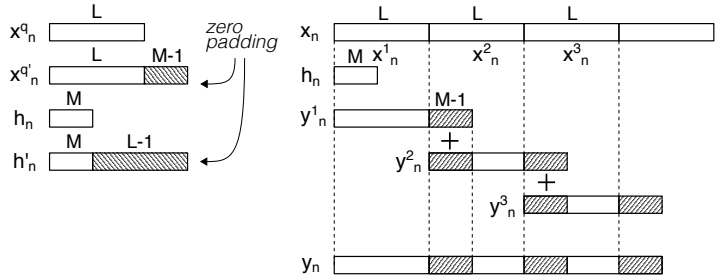 L
x^q_n
zero padding
L M-1
x^q'_n
M
h_n
M L-1
h'_n
L L L
x_n
M x^1_n x^2_n x^3_n
h_n
M-1
y^1_n
+
y^2_n
+
y^3_n
y_n